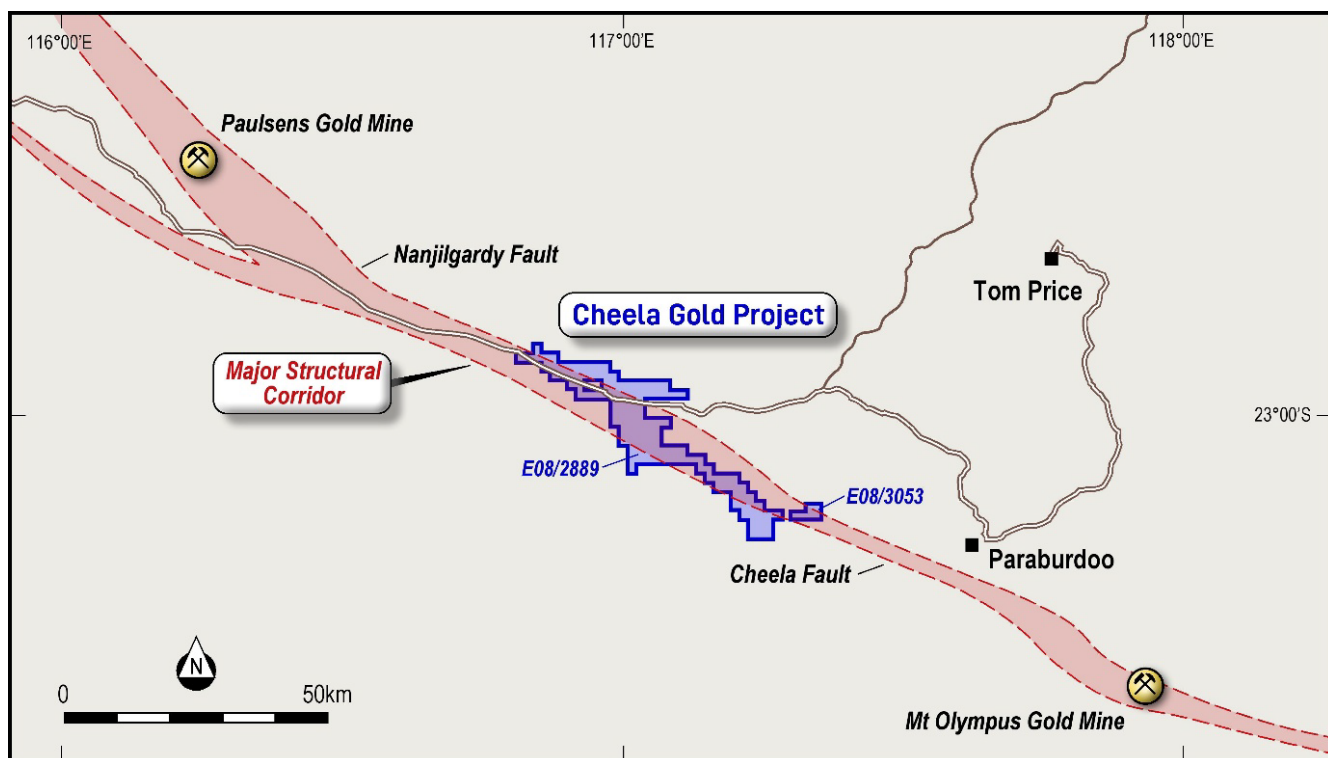 116°00'E
117°00'E
118°00'E
Paulsens Gold Mine
Nanjilgardy Fault
Tom Price
Cheela Gold Project
Major Structural
Corridor
23°00'S
E08/2889
E08/3053
Paraburdoo
Cheela Fault
N
0
50km
Mt Olympus Gold Mine